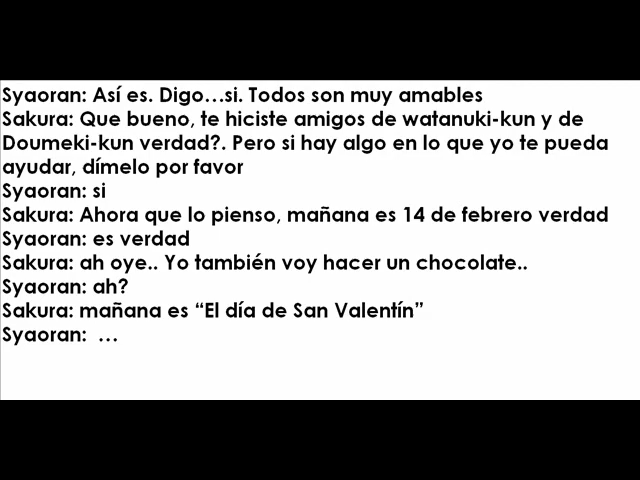 Syaoran: Así es. Digo…si. Todos son muy amables
Sakura: Que bueno, te hiciste amigos de watanuki-kun y de
Doumeki-kun verdad?. Pero si hay algo en lo que yo te pueda
ayudar, dímelo por favor
Syaoran: si
Sakura: Ahora que lo pienso, mañana es 14 de febrero verdad
Syaoran: es verdad
Sakura: ah oye.. Yo también voy hacer un chocolate..
Syaoran: ah?
Sakura: mañana es “El día de San Valentín”
Syaoran:  …